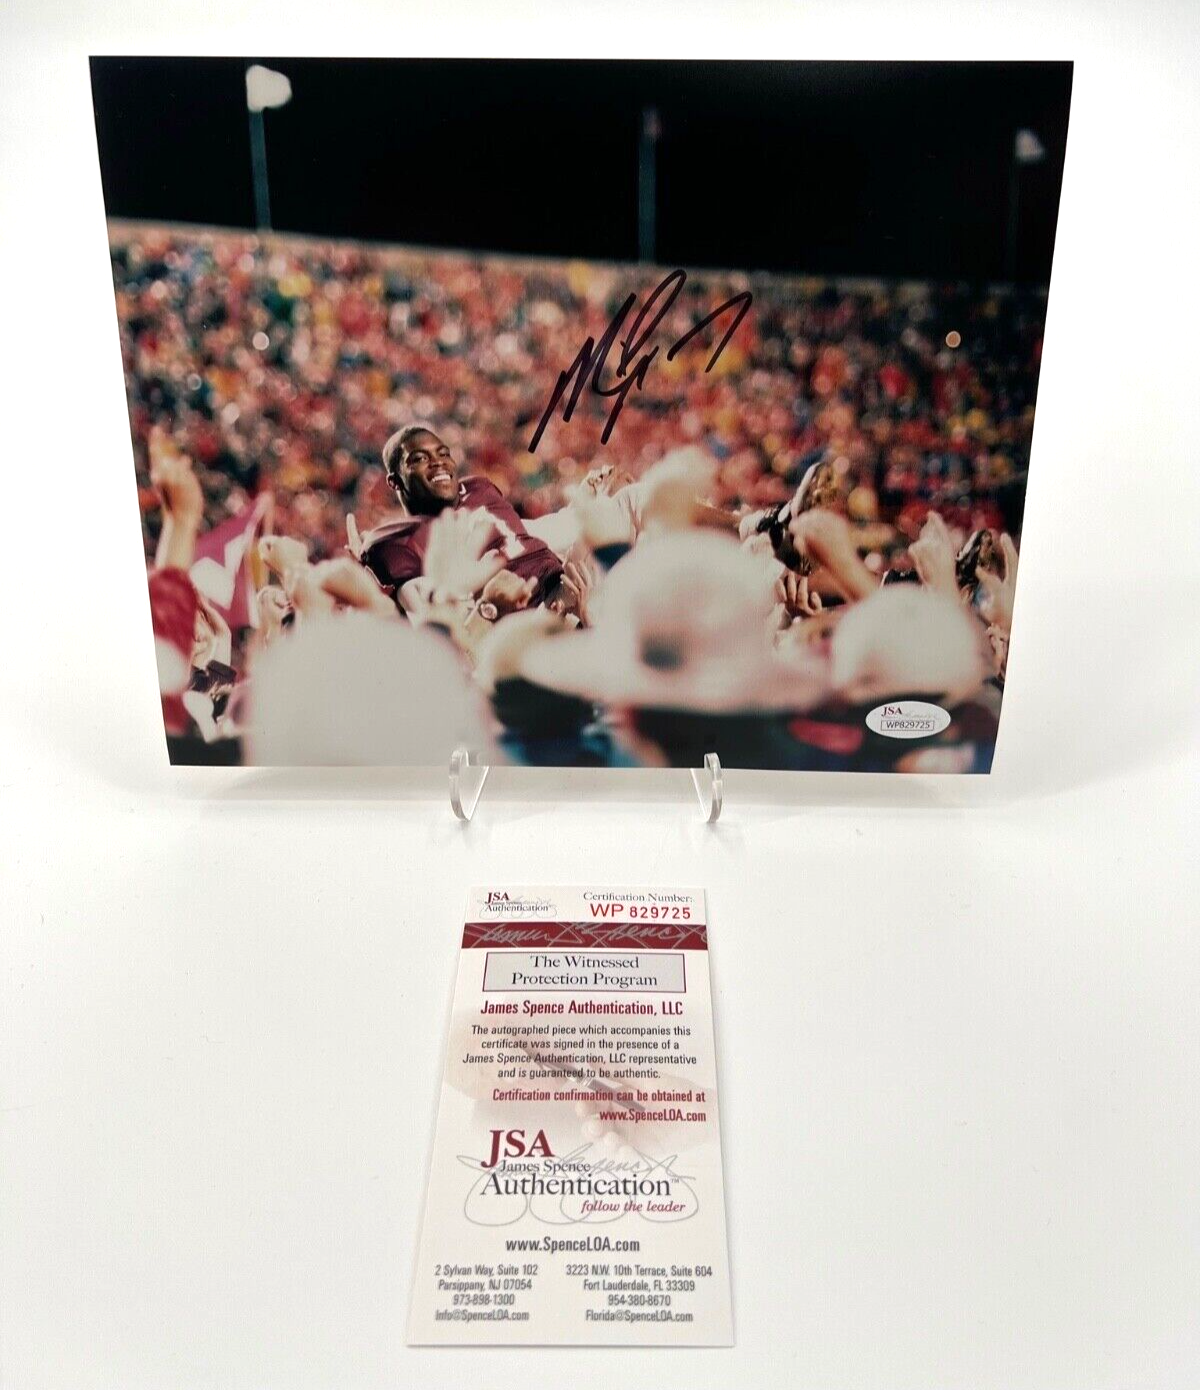 JSA
WP829725
JSA
James Spence
Authentication
Certification Number:
WP 829725
The Witnessed
Protection Program
James Spence Authentication, LLC
The autographed piece which accompanies this
certificate was signed in the presence of a
James Spence Authentication, LLC representative
and is guaranteed to be authentic.
Certification confirmation can be obtained at
www.SpenceLOA.com
JSA
James Spence
Authentication™
follow the leader
www.SpenceLOA.com
2 Sylvan Way, Suite 102
Parsippany, NJ 07054
973-898-1300
Info@SpenceLOA.com
3223 N.W. 10th Terrace, Suite 604
Fort Lauderdale, FL 33309
954-380-8670
Florida@SpenceLOA.com